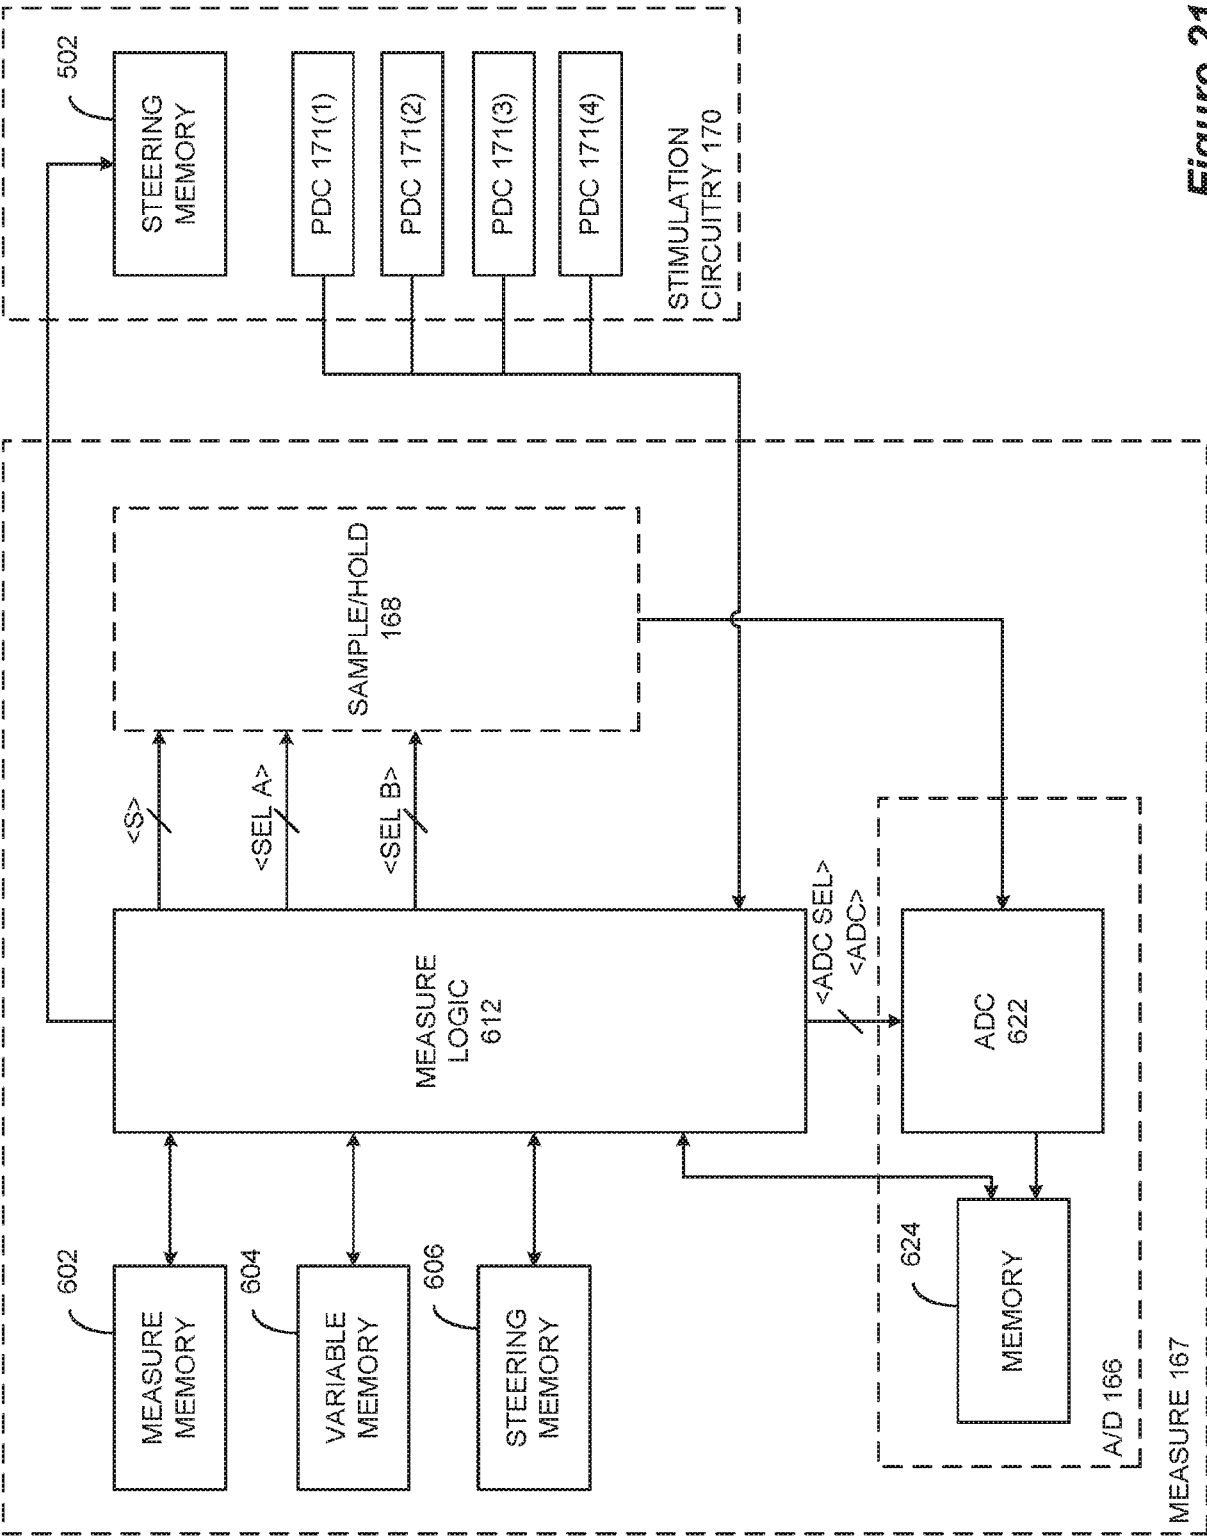 MEASURE
MEMORY
602
VARIABLE
MEMORY
604
STEERING
MEMORY
606
MEASURE
LOGIC
612
<S>
<SEL A>
<SEL B>
SAMPLE/HOLD
168
STEERING
MEMORY
502
PDC 171(1)
PDC 171(2)
PDC 171(3)
PDC 171(4)
STIMULATION
CIRCUITRY 170
<ADC SEL>
<ADC>
ADC
622
MEMORY
624
A/D 166
MEASURE 167
Figure 21